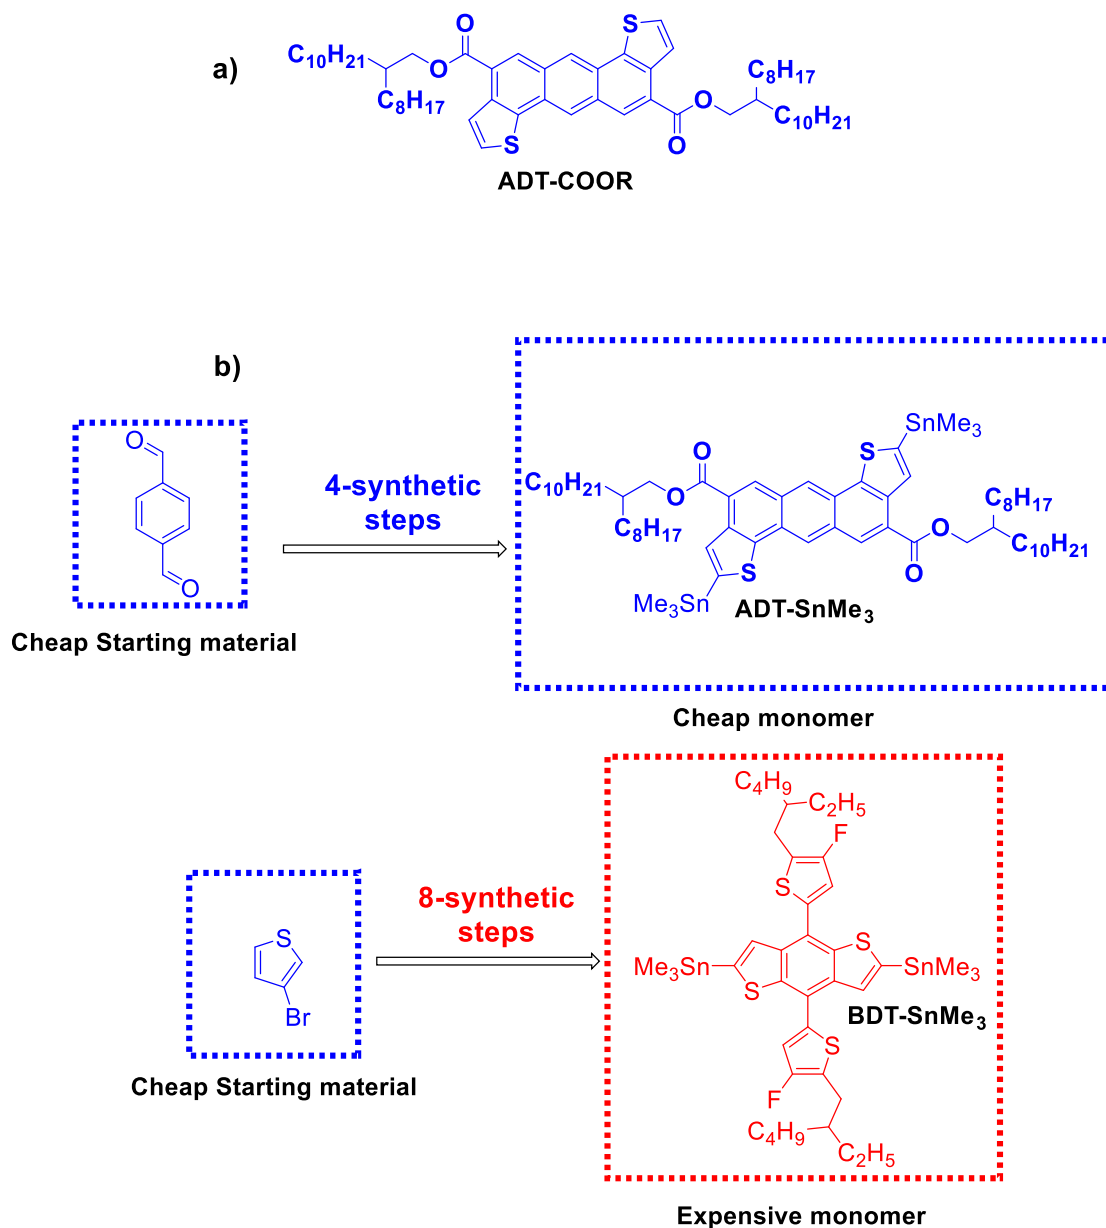 a)
C10H21
C8H17
O
O
S
S
O
O
C8H17
C10H21
ADT-COOR
b)
O
O
Cheap Starting material
4-synthetic
steps
SnMe3
S
O
O
C10H21
C8H17
C8H17
O
C10H21
O
S
Me3Sn
ADT-SnMe3
Cheap monomer
S
Br
Cheap Starting material
8-synthetic
steps
C4H9
C2H5
F
S
S
Me3Sn
SnMe3
S
BDT-SnMe3
S
F
C4H9
C2H5
Expensive monomer